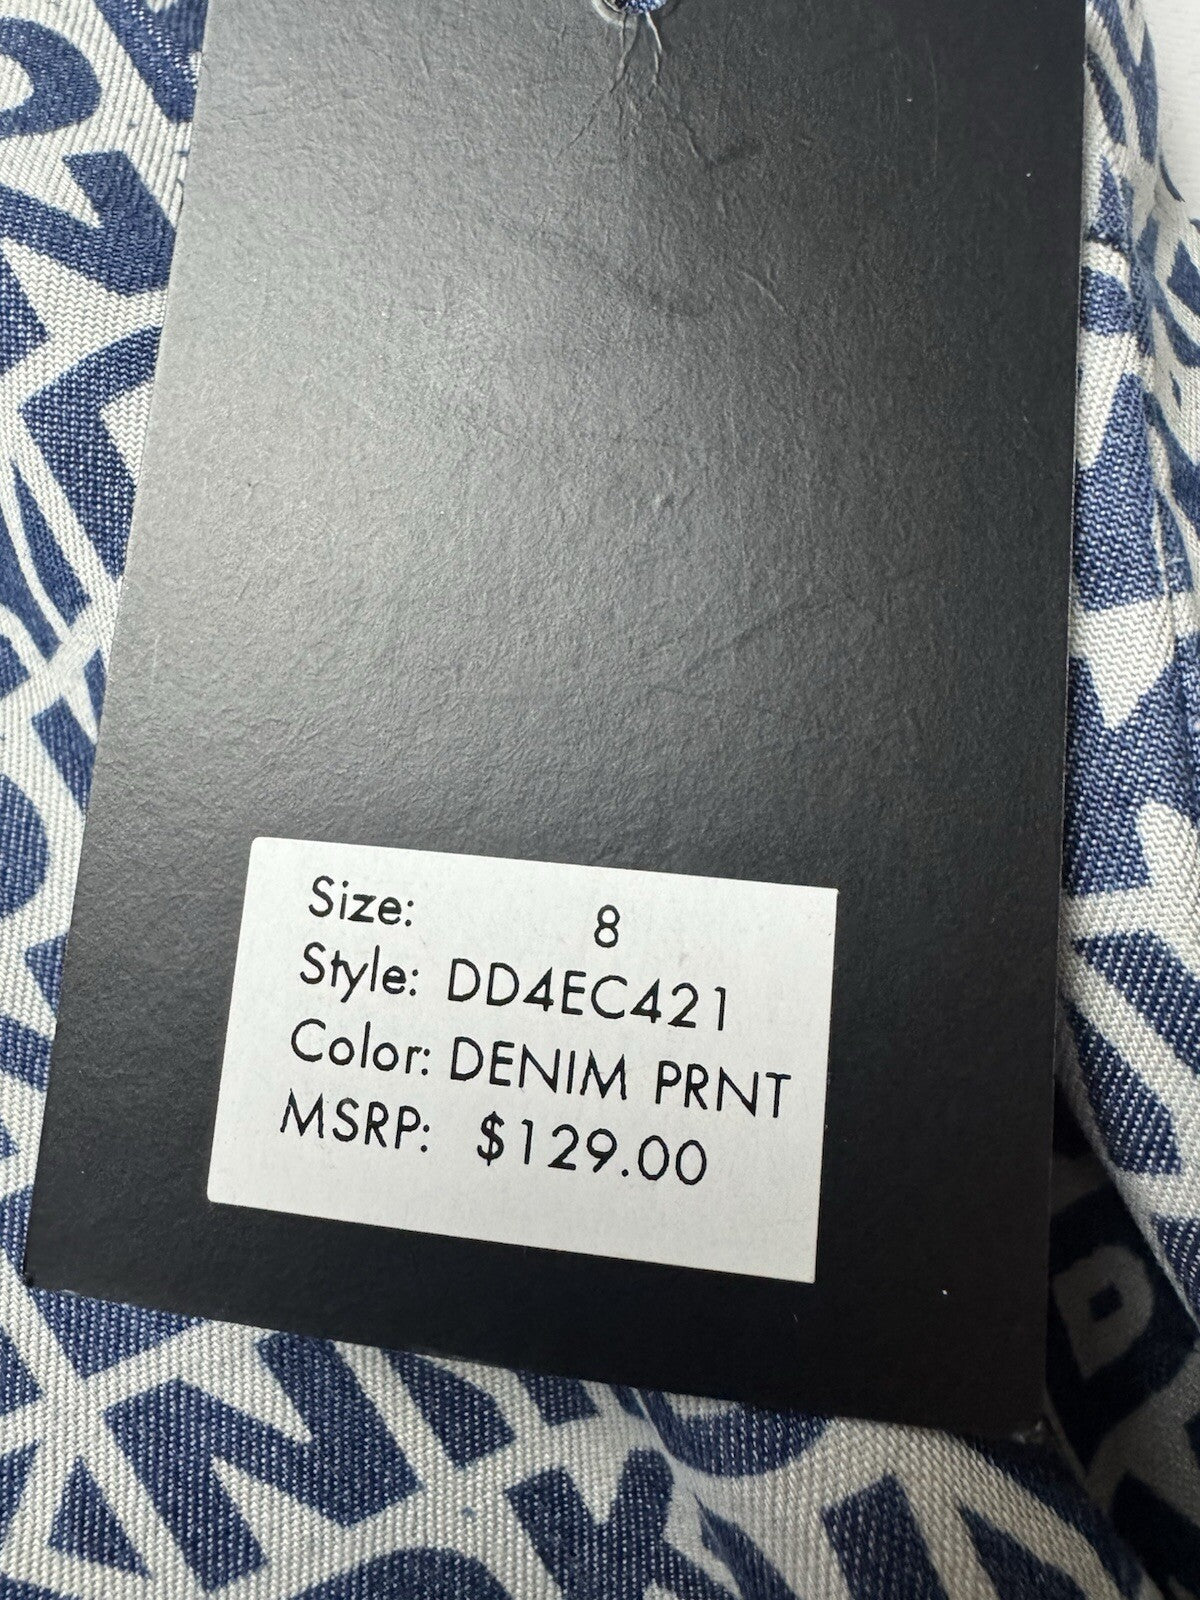 Size: 8
Style: DD4EC421
Color: DENIM PRNT
MSRP: $129.00